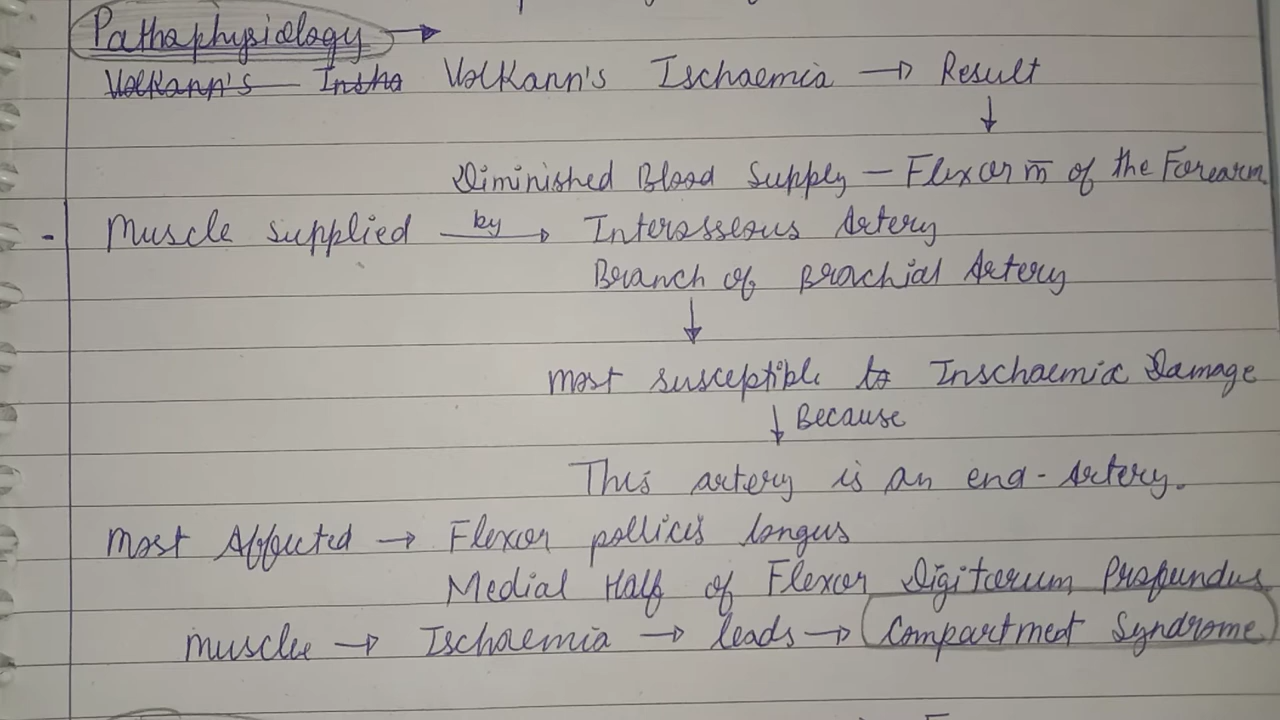 Pathophysiology →
Volkann's Insha Volkann's Ischaemia → Result
↓
Diminished Blood Supply – Flexor m̅ of the Forearm
- Muscle supplied by → Interosseous Artery
Branch of Brachial Artery
↓
most susceptible to Inschaemic Damage
↓ Because
This artery is an end-Artery.
Most Affected → Flexor pollicis longus
Medial Half of Flexor Digitorum Profundus
muscle → Ischaemia → leads → Compartment Syndrome